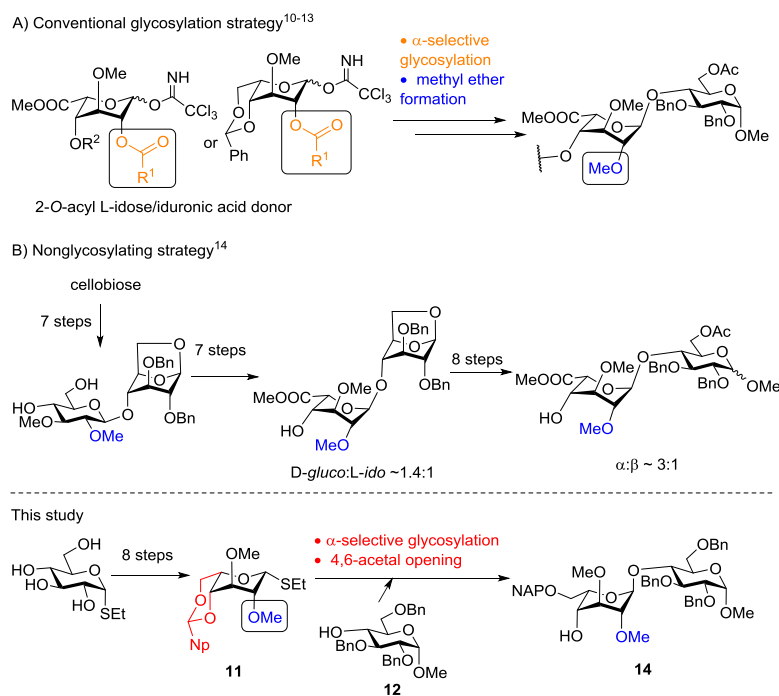 A) Conventional glycosylation strategy10-13
OMe
MeOOC
O
O
NH
CCl3
OR2
O
O
R1
or
OMe
O
O
O
O
NH
CCl3
Ph
O
O
R1
2-O-acyl L-idose/iduronic acid donor
• α-selective
glycosylation
• methyl ether
formation
OAc
O
O
BnO
BnO
OMe
MeOOC
OMe
O
O
MeO
B) Nonglycosylating strategy14
cellobiose
7 steps
O
OBn
O
OBn
O
OH
HO
MeO
O
OMe
7 steps
O
OBn
O
OBn
O
MeOOC
OMe
O
HO
MeO
D-gluco:L-ido ~1.4:1
8 steps
OAc
O
O
BnO
BnO
OMe
MeOOC
OMe
O
HO
MeO
α:β ~ 3:1
This study
OH
HO
HO
O
OH
SEt
8 steps
OMe
O
SEt
O
O
OMe
Np
11
• α-selective glycosylation
• 4,6-acetal opening
OBn
HO
O
BnO
BnO
OMe
12
OBn
O
O
BnO
BnO
OMe
MeO
NAPO
O
HO
OMe
14